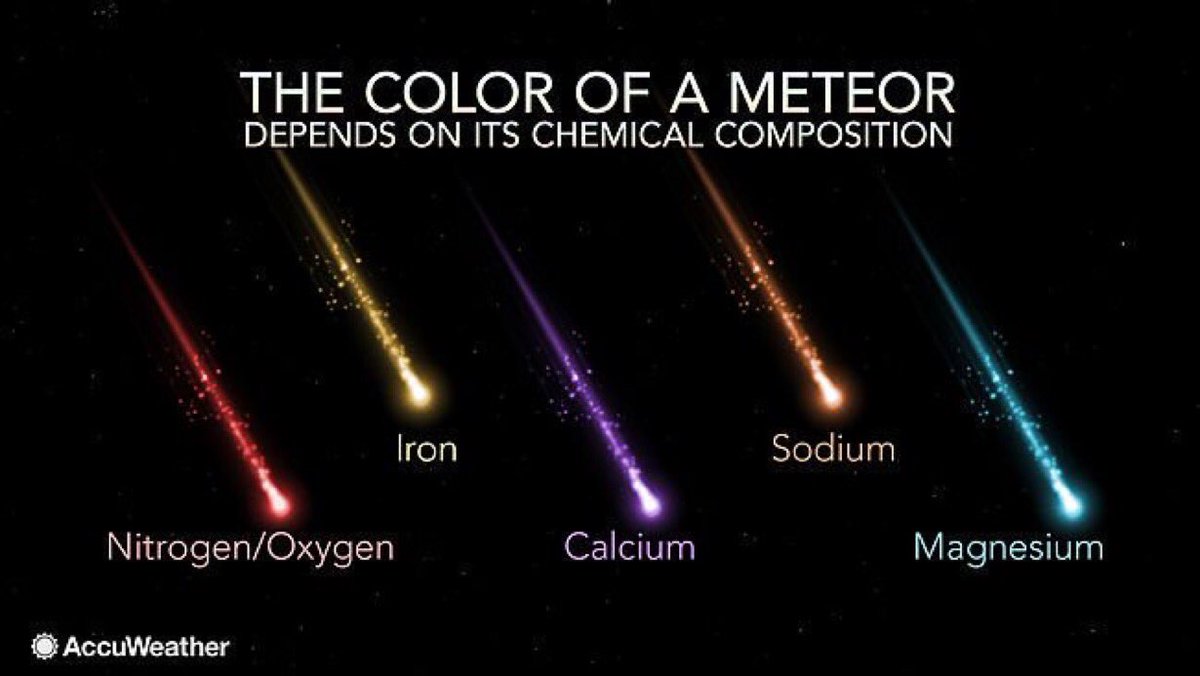 THE COLOR OF A METEOR
DEPENDS ON ITS CHEMICAL COMPOSITION
Iron
Sodium
Nitrogen/Oxygen
Calcium
Magnesium
AccuWeather